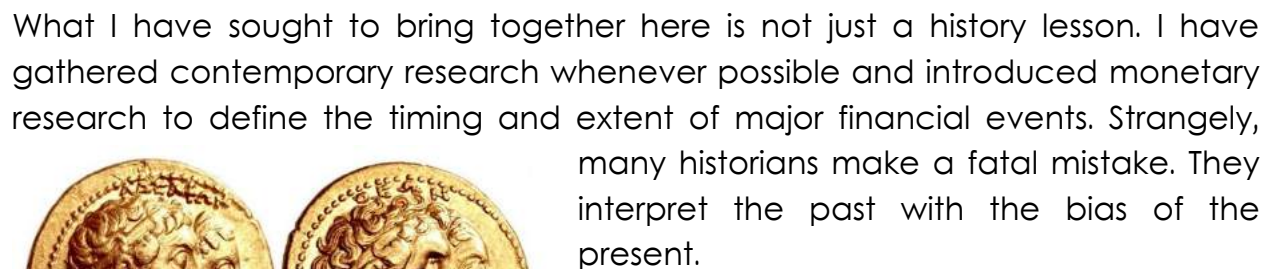 What I have sought to bring together here is not just a history lesson. I have
gathered contemporary research whenever possible and introduced monetary
research to define the timing and extent of major financial events. Strangely,
many historians make a fatal mistake. They
interpret the past with the bias of the
present.